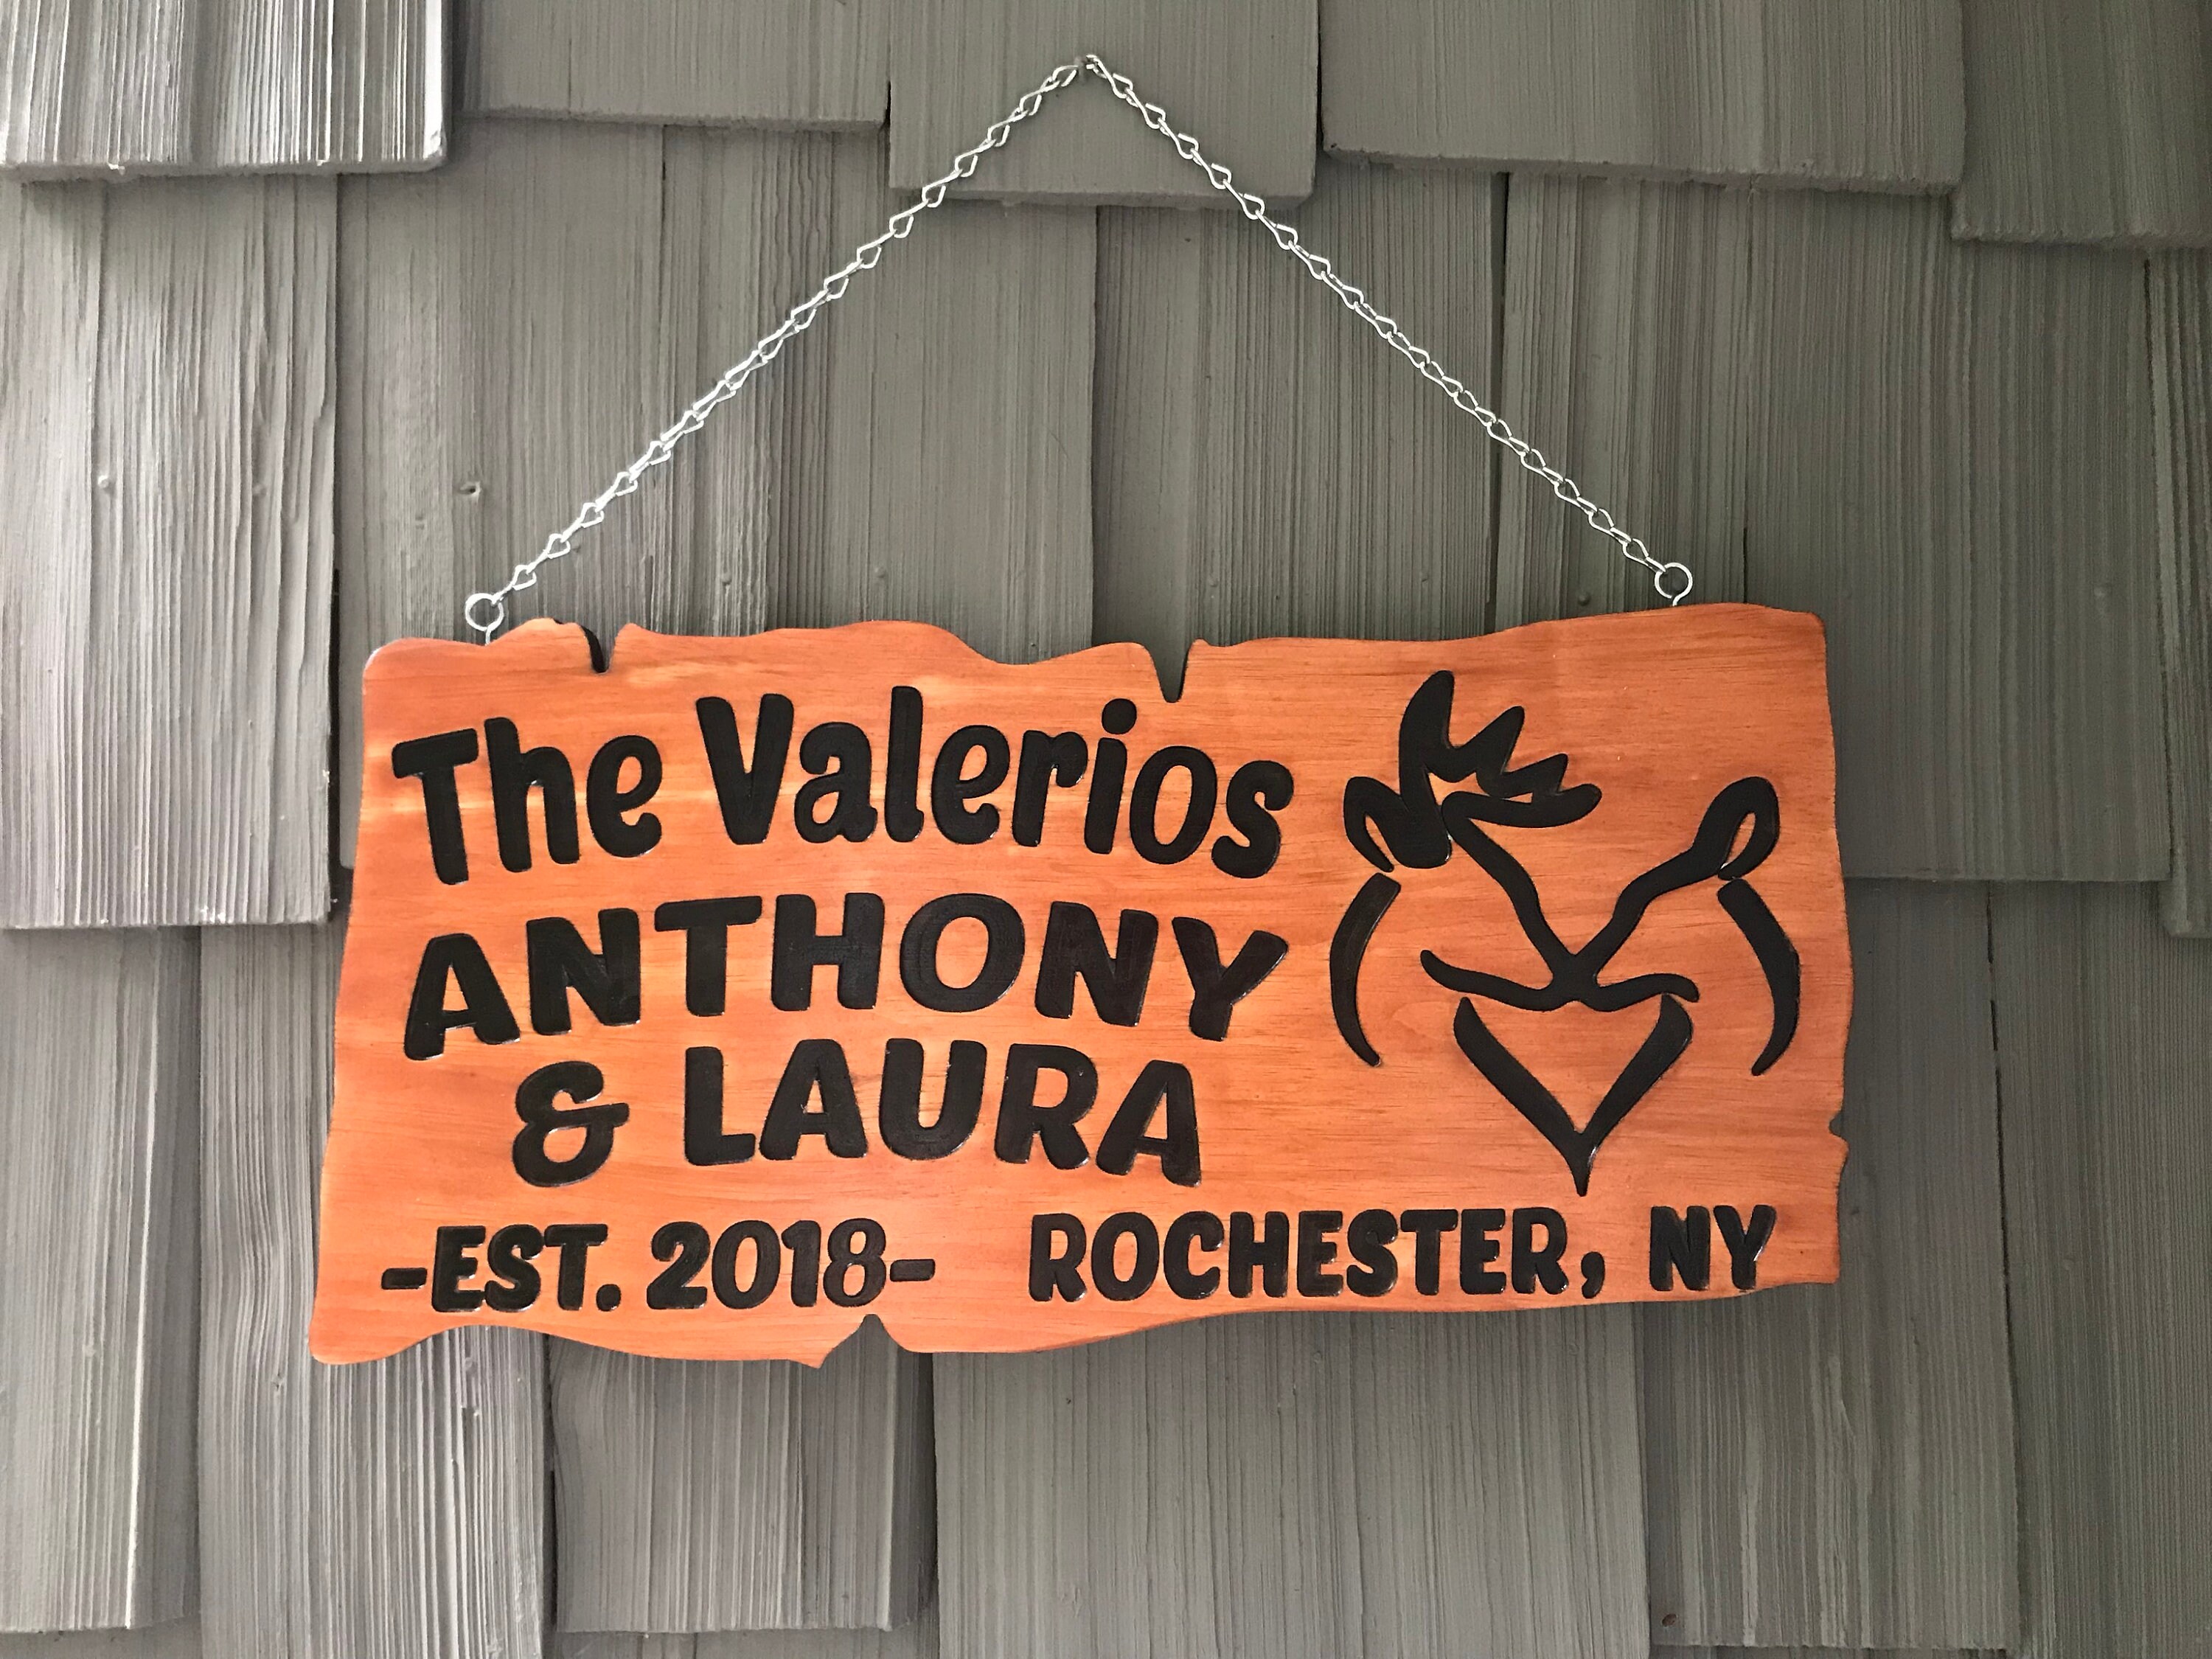 The Valerios
ANTHONY
& LAURA
-EST. 2018- ROCHESTER, NY